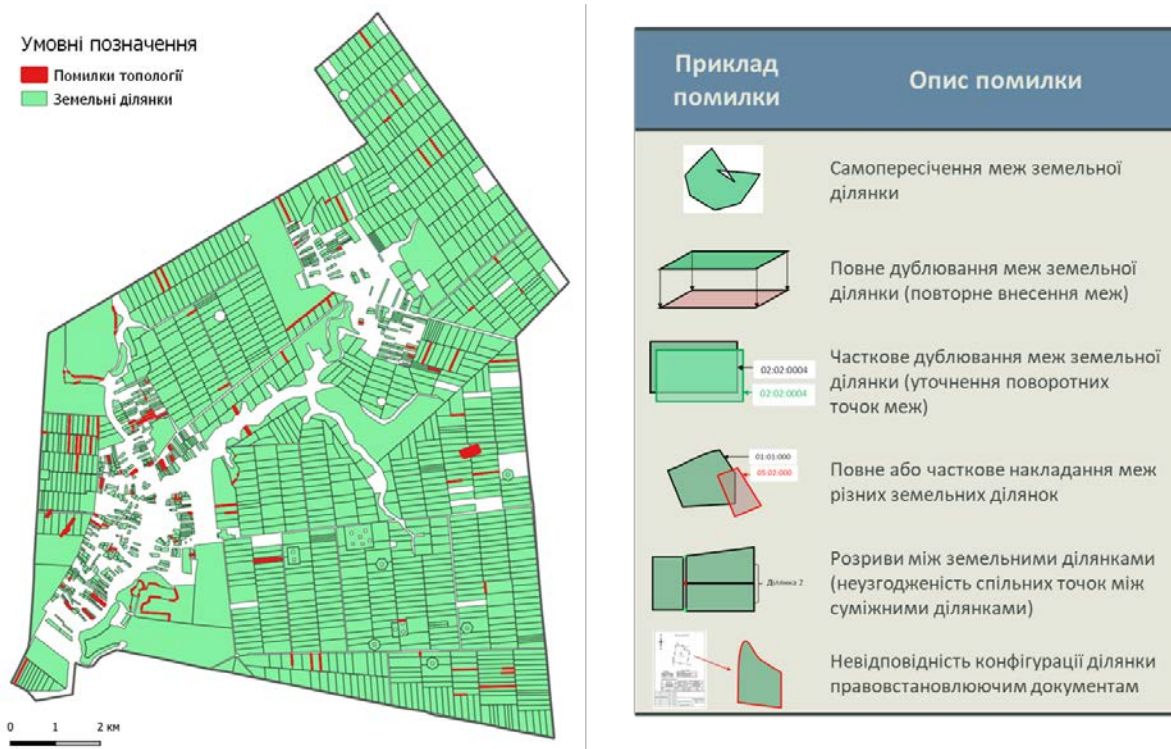 Умовні позначення
Помилки топології
Земельні ділянки
0 1 2 км
Приклад
помилки
Опис помилки
Самопересічення меж земельної
ділянки
Повне дублювання меж земельної
ділянки (повторне внесення меж)
02:02:0004
02:02:0004
Часткове дублювання меж земельної
ділянки (уточнення поворотних
точок меж)
01:01:000
05:02:000
Повне або часткове накладання меж
різних земельних ділянок
Ділянка 2
Розриви між земельними ділянками
(неузгодженість спільних точок між
суміжними ділянками)
Невідповідність конфігурації ділянки
правовстановлюючим документам